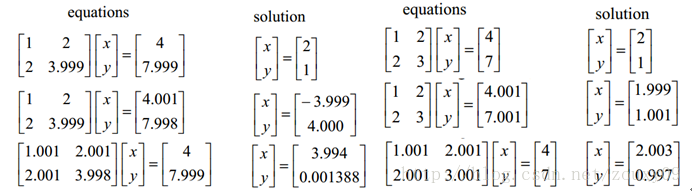 equations solution equations solution
[1 2; 2 3.999] [x; y] = [4; 7.999] [x; y] = [2; 1] [1 2; 2 3] [x; y] = [4; 7] [x; y] = [2; 1]
[1 2; 2 3.999] [x; y] = [4.001; 7.998] [x; y] = [-3.999; 4.000] [1 2; 2 3] [x; y] = [4.001; 7.001] [x; y] = [1.999; 1.001]
[1.001 2.001; 2.001 3.998] [x; y] = [4; 7.999] [x; y] = [3.994; 0.001388] [1.001 2.001; 2.001 3.001] [x; y] = [4; 7] [x; y] = [2.003; 0.997]